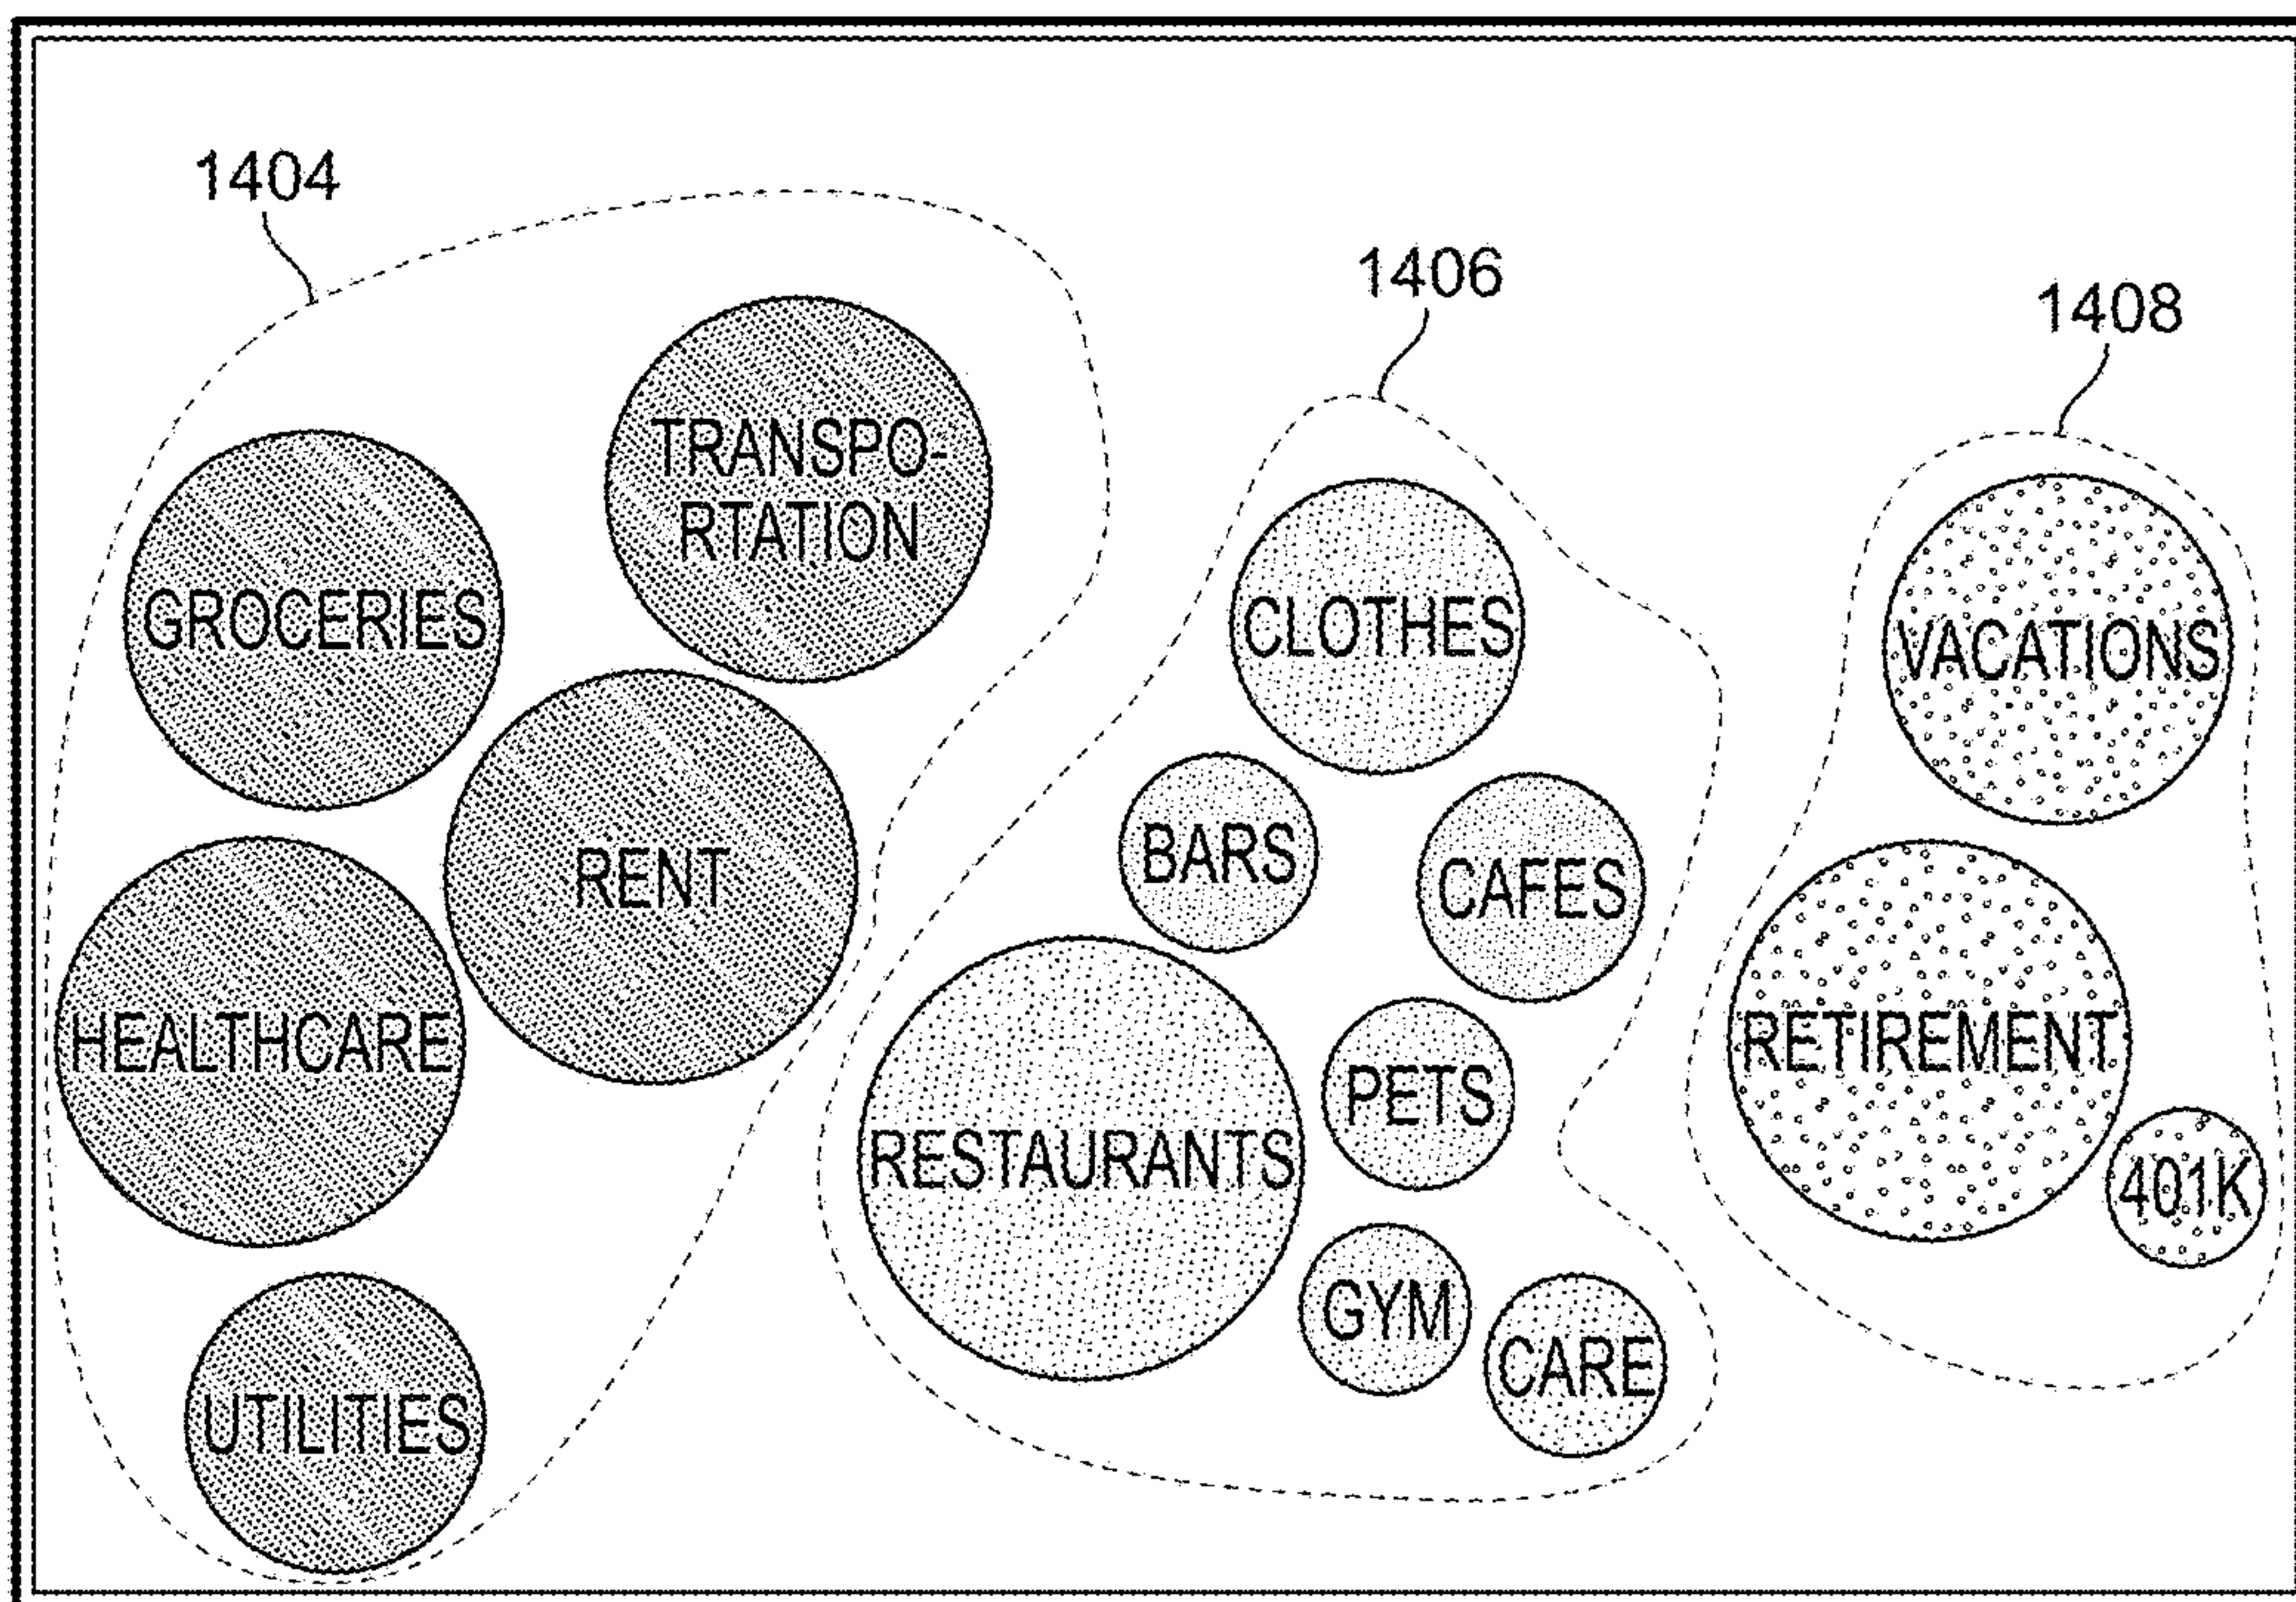 1404
1406
1408
TRANSPO-
RTATION
GROCERIES
RENT
HEALTHCARE
UTILITIES
CLOTHES
BARS
CAFES
PETS
RESTAURANTS
GYM
CARE
VACATIONS
RETIREMENT
401K